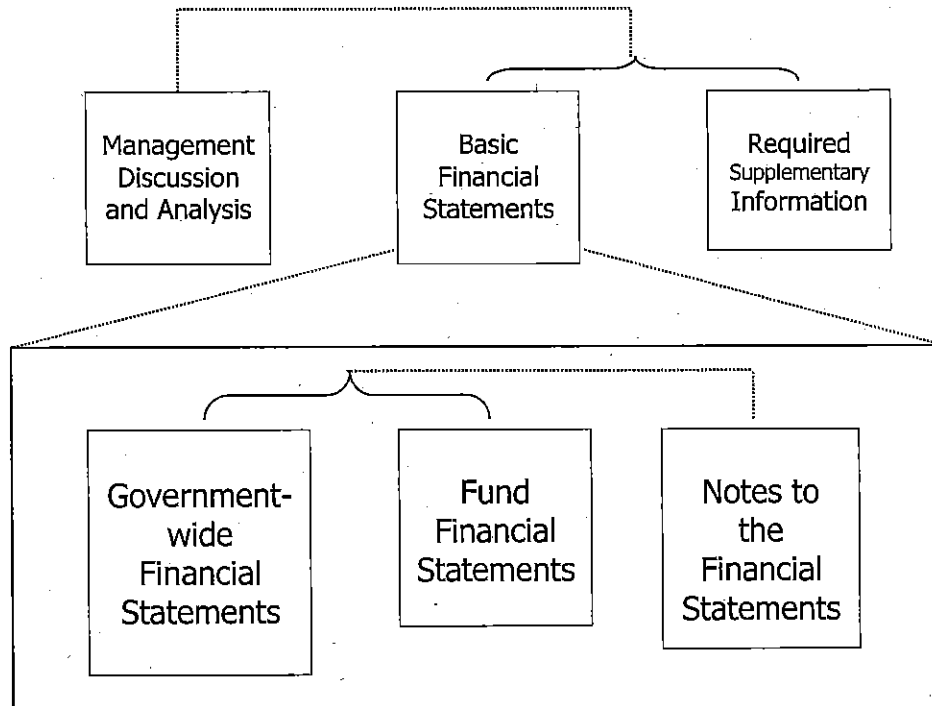 Management
Discussion
and Analysis
Basic
Financial
Statements
Required
Supplementary
Information
Government-
wide
Financial
Statements
Fund
Financial
Statements
Notes to
the
Financial
Statements